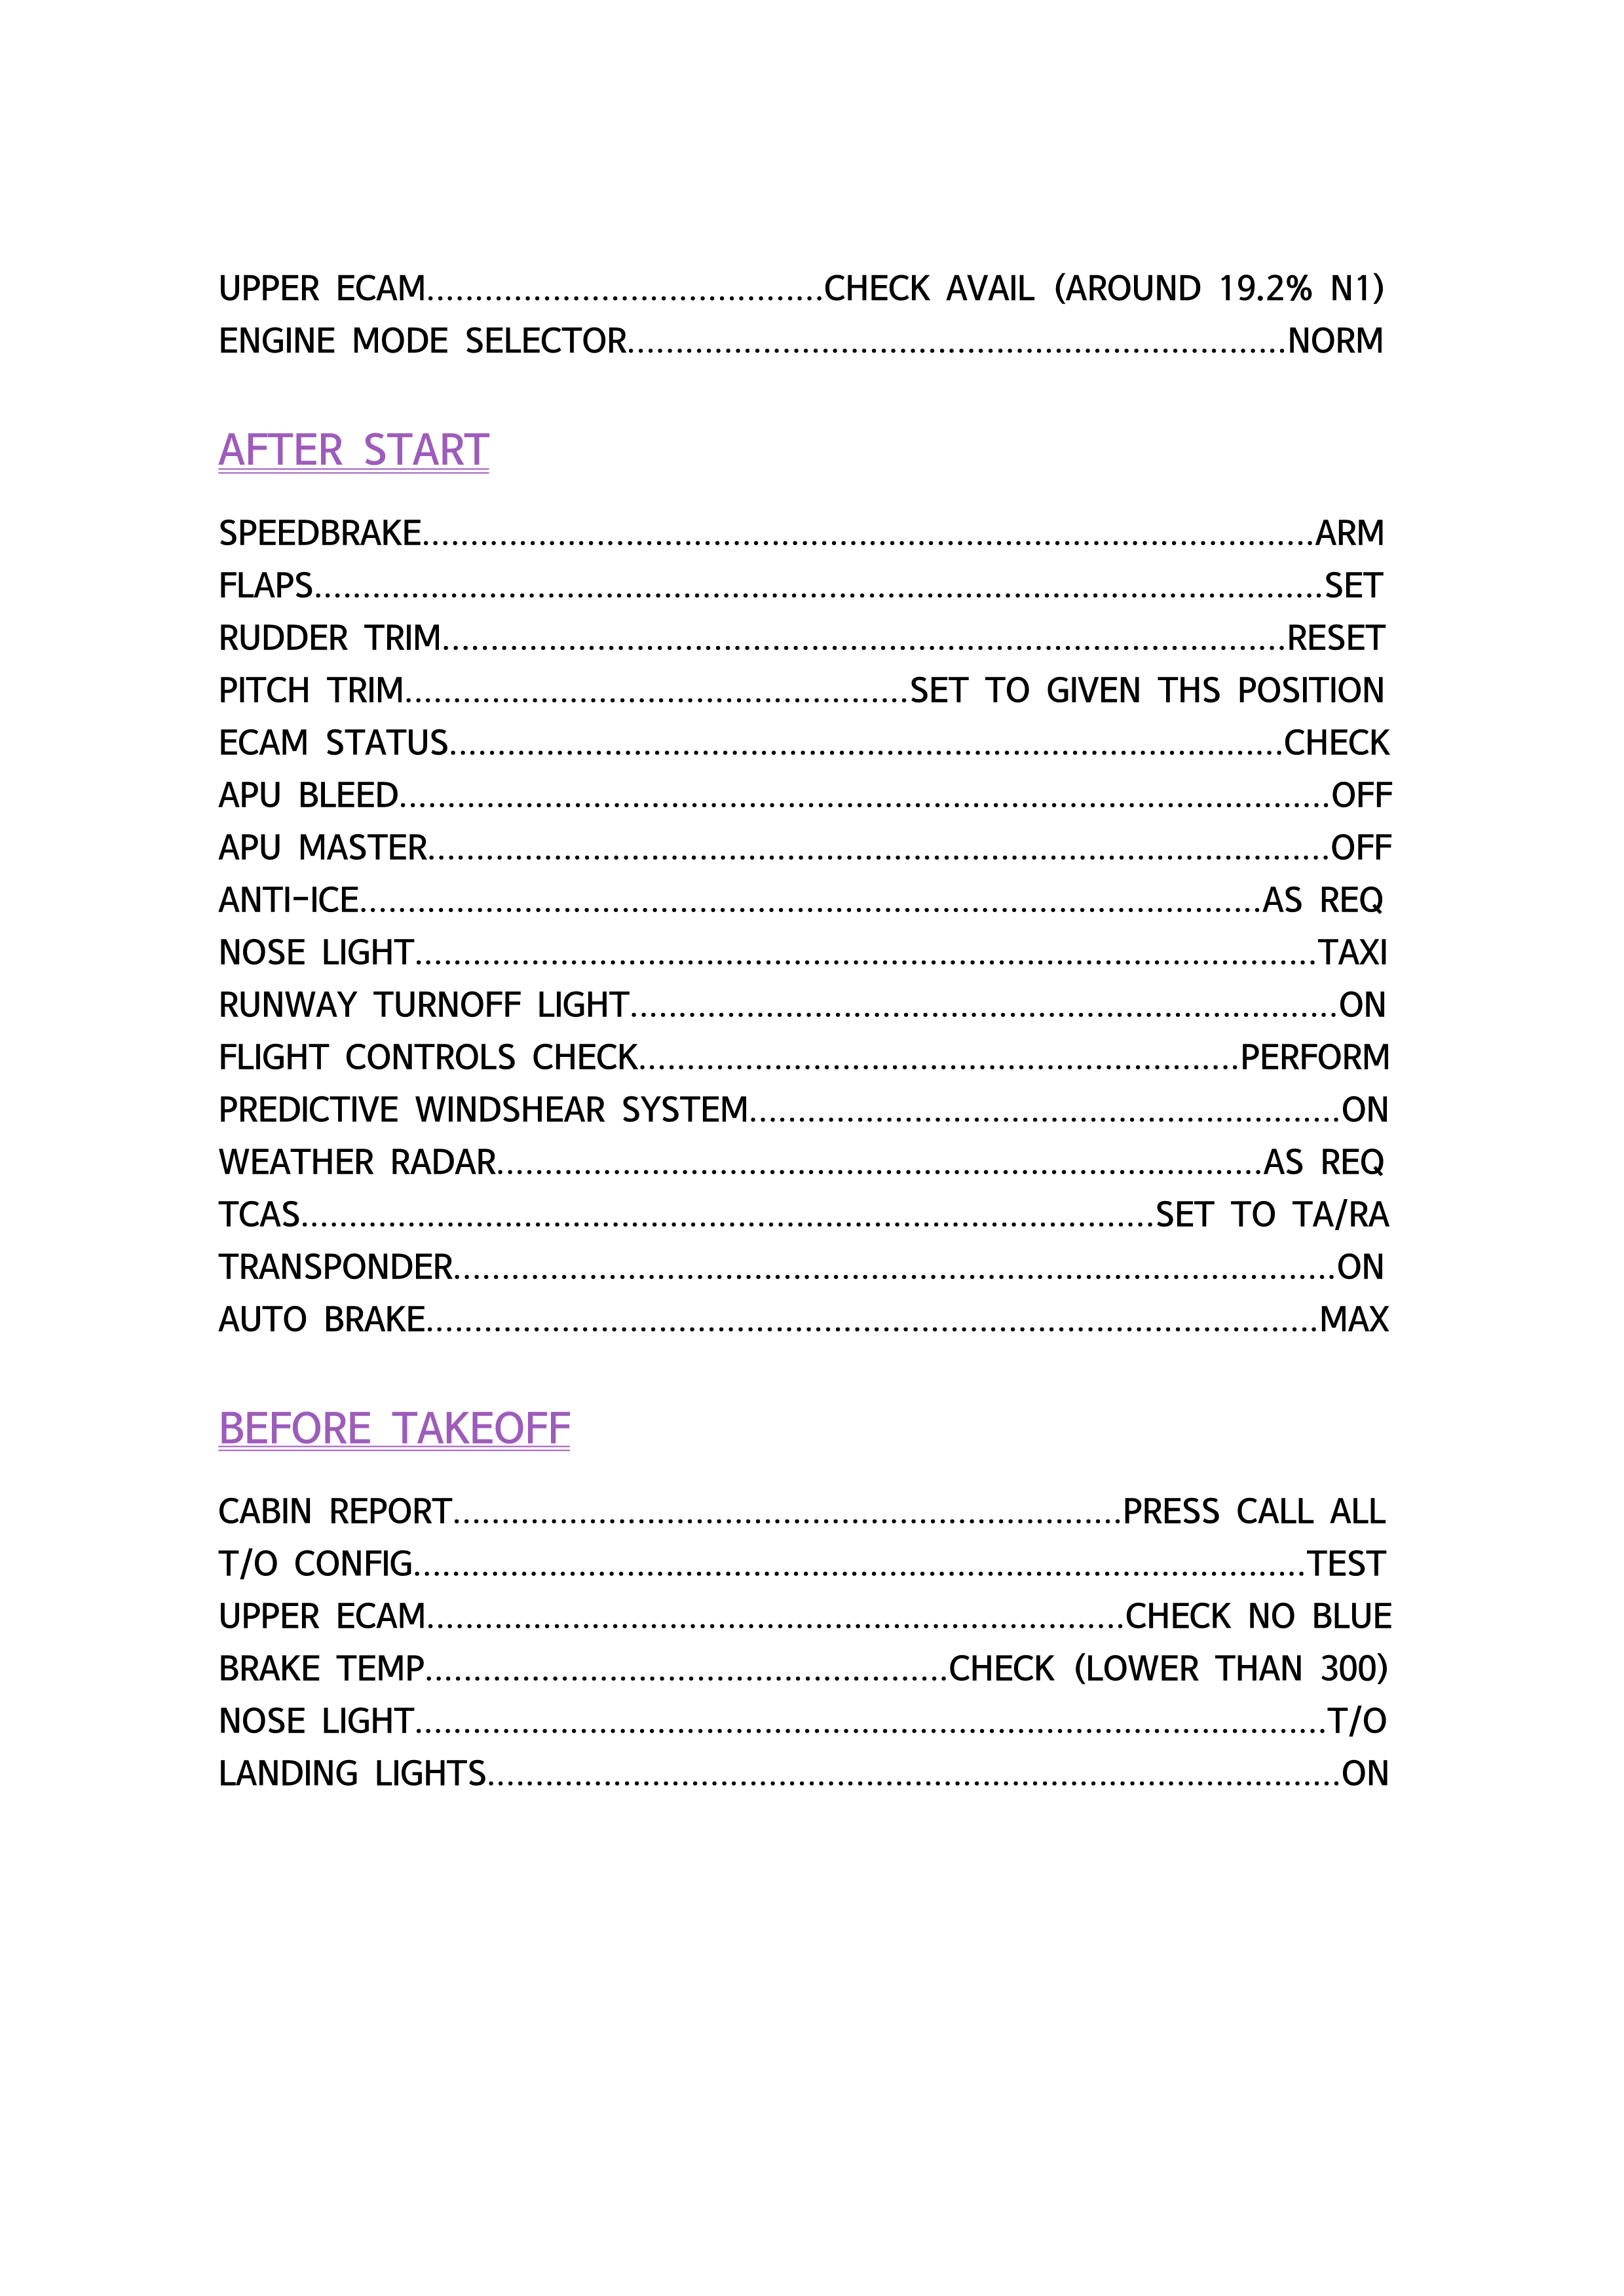 UPPER ECAM.........................................CHECK AVAIL (AROUND 19.2% N1)
ENGINE MODE SELECTOR....................................................................NORM
AFTER START
SPEEDBRAKE............................................................................................ARM
FLAPS........................................................................................................SET
RUDDER TRIM.......................................................................................RESET
PITCH TRIM....................................................SET TO GIVEN THS POSITION
ECAM STATUS......................................................................................CHECK
APU BLEED................................................................................................OFF
APU MASTER.............................................................................................OFF
ANTI-ICE.............................................................................................AS REQ
NOSE LIGHT.............................................................................................TAXI
RUNWAY TURNOFF LIGHT.........................................................................ON
FLIGHT CONTROLS CHECK..............................................................PERFORM
PREDICTIVE WINDSHEAR SYSTEM.............................................................ON
WEATHER RADAR...............................................................................AS REQ
TCAS........................................................................................SET TO TA/RA
TRANSPONDER...........................................................................................ON
AUTO BRAKE............................................................................................MAX
BEFORE TAKEOFF
CABIN REPORT.....................................................................PRESS CALL ALL
T/O CONFIG............................................................................................TEST
UPPER ECAM........................................................................CHECK NO BLUE
BRAKE TEMP......................................................CHECK (LOWER THAN 300)
NOSE LIGHT..............................................................................................T/O
LANDING LIGHTS........................................................................................ON